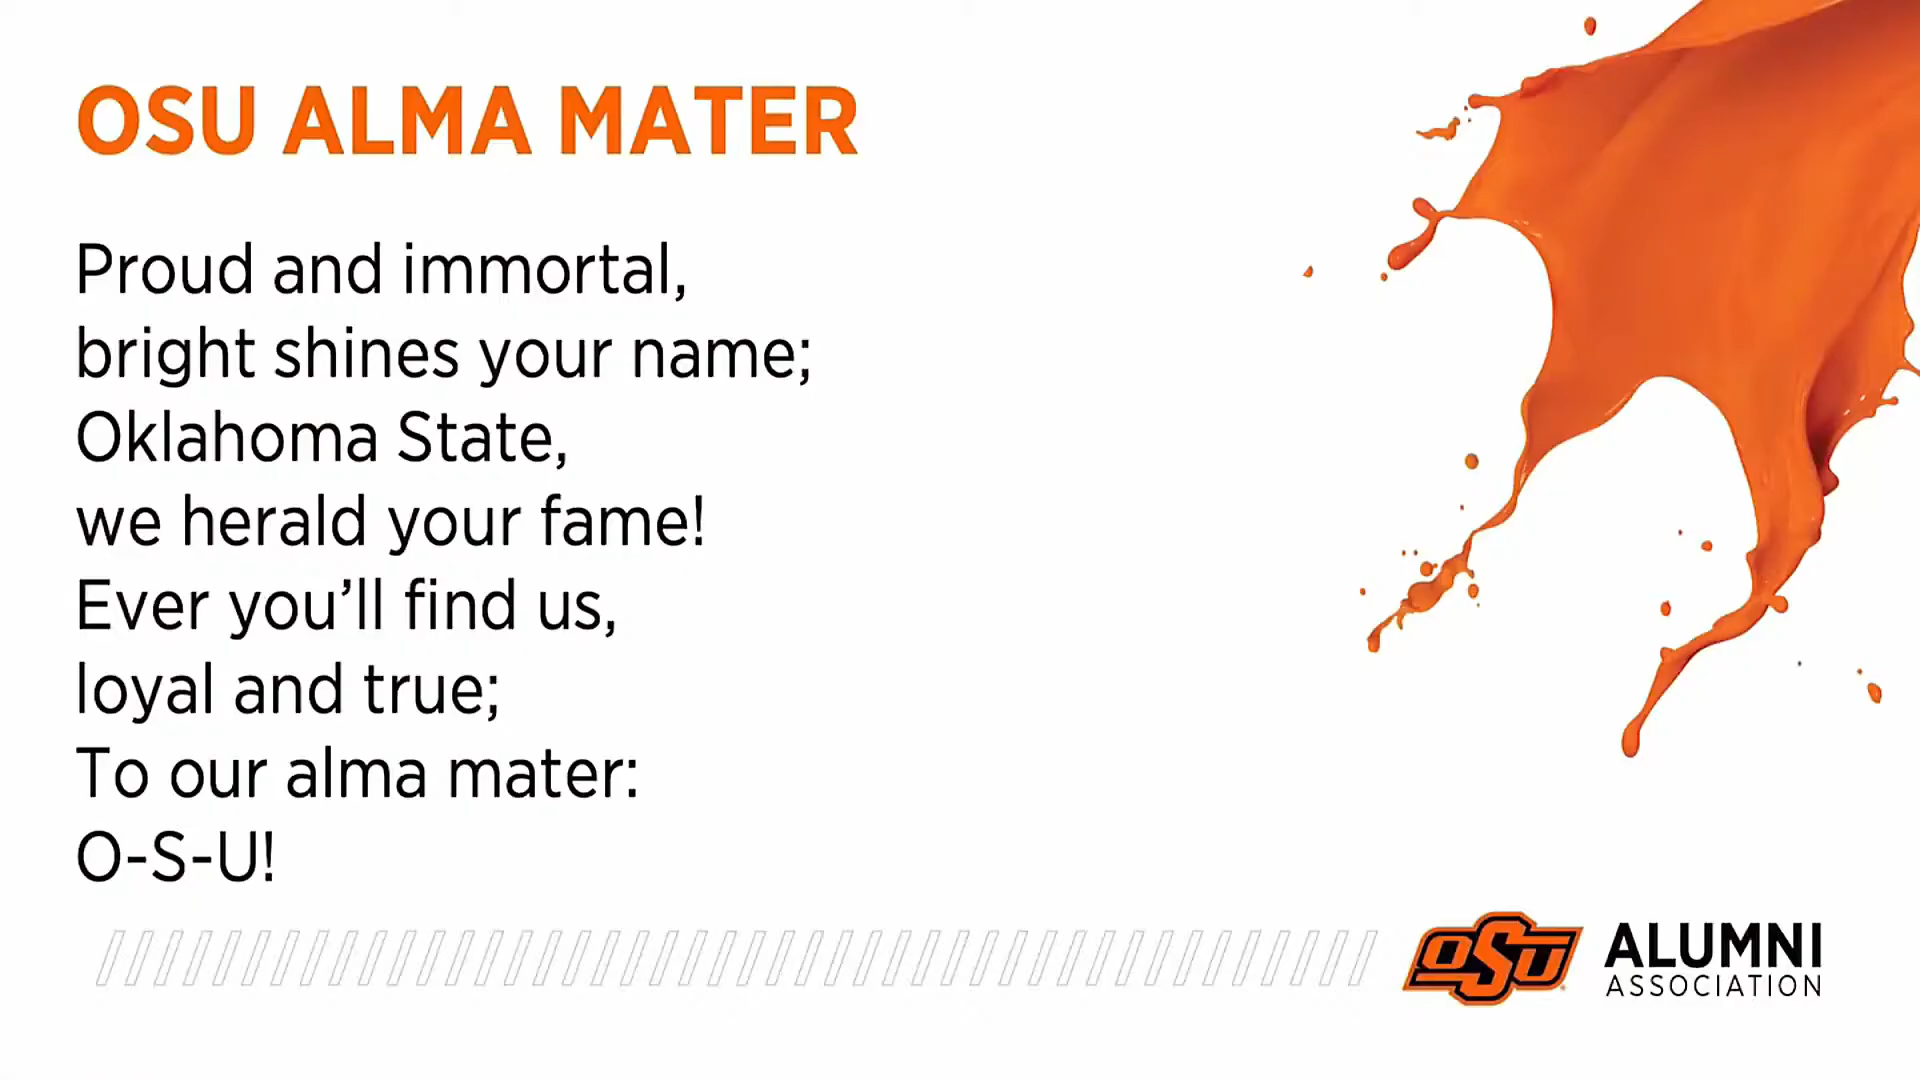 OSU ALMA MATER
Proud and immortal,
bright shines your name;
Oklahoma State,
we herald your fame!
Ever you’ll find us,
loyal and true;
To our alma mater:
O-S-U!
OSU
ALUMNI
ASSOCIATION